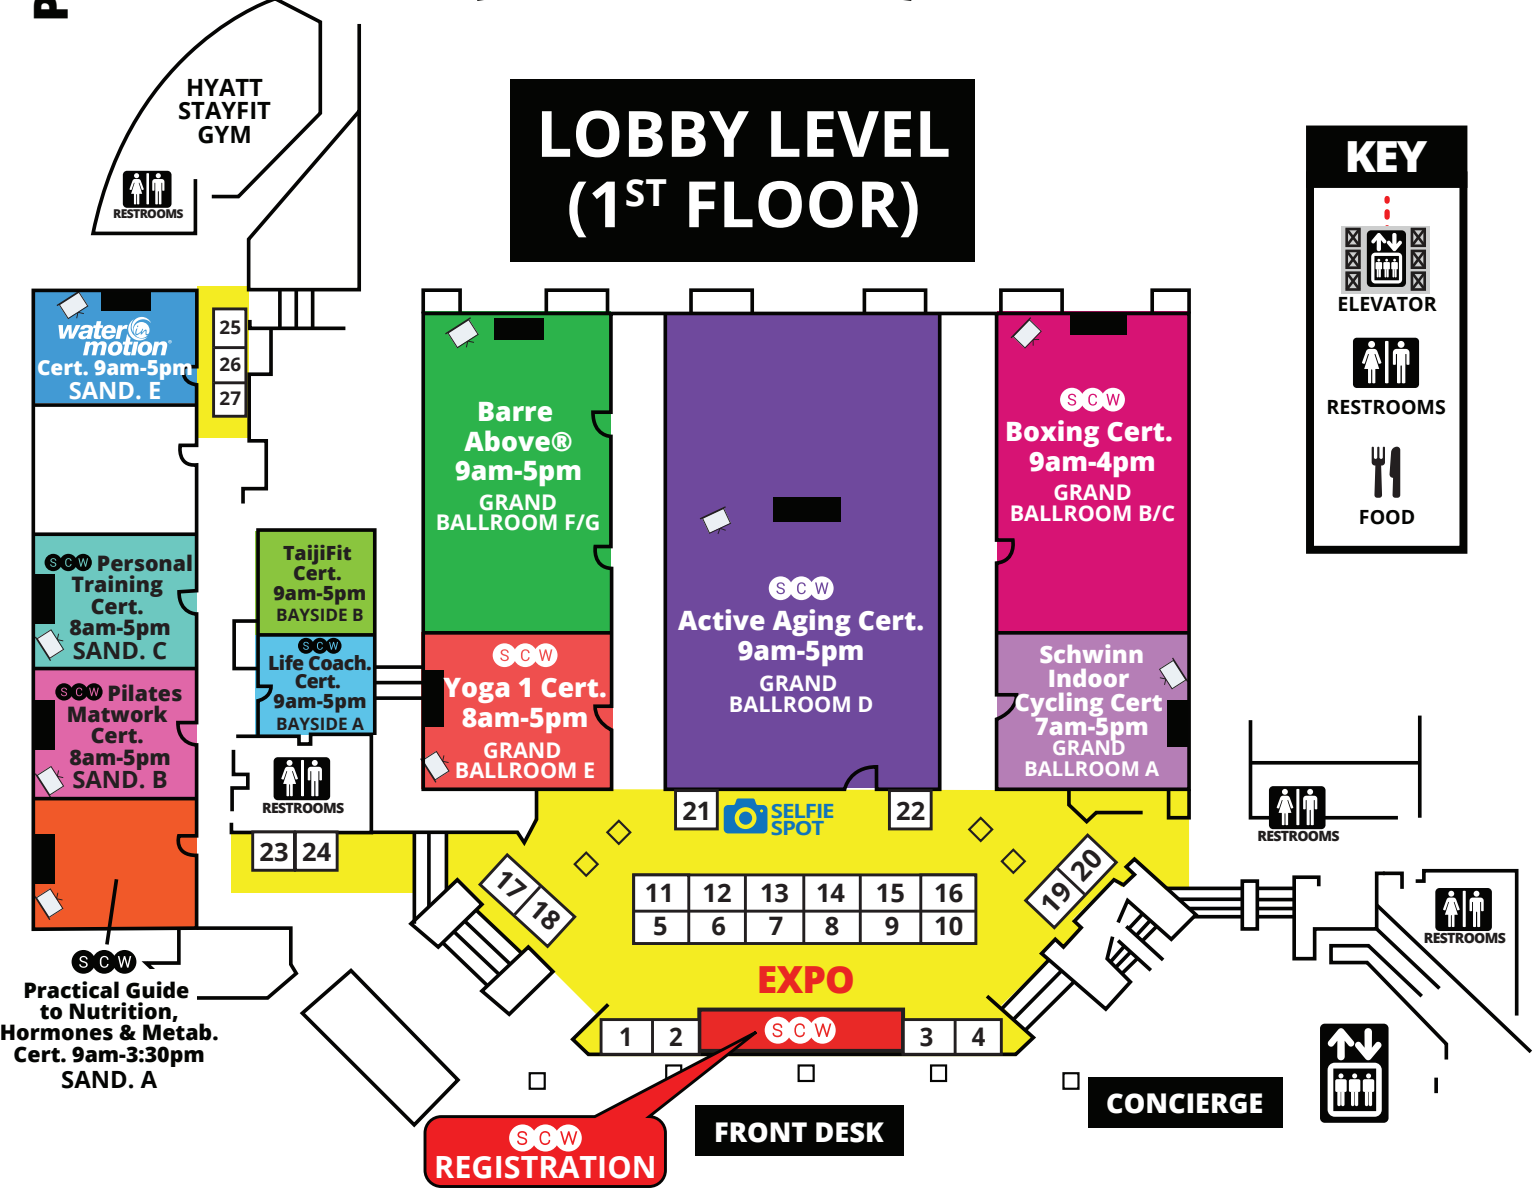 P
HYATT
STAYFIT
GYM
RESTROOMS
LOBBY LEVEL
(1ST FLOOR)
KEY
ELEVATOR
RESTROOMS
FOOD
water in
motion®
Cert. 9am-5pm
SAND. E
25
26
27
Barre
Above®
9am-5pm
GRAND
BALLROOM F/G
SCW
Boxing Cert.
9am-4pm
GRAND
BALLROOM B/C
SCW Personal
Training
Cert.
8am-5pm
SAND. C
TaijiFit
Cert.
9am-5pm
BAYSIDE B
SCW
Life Coach.
Cert.
9am-5pm
BAYSIDE A
SCW
Active Aging Cert.
9am-5pm
GRAND
BALLROOM D
SCW
Yoga 1 Cert.
8am-5pm
GRAND
BALLROOM E
Schwinn
Indoor
Cycling Cert
7am-5pm
GRAND
BALLROOM A
SCW Pilates
Matwork
Cert.
8am-5pm
SAND. B
RESTROOMS
23 24
21
SELFIE
SPOT
22
RESTROOMS
17
18
11 12 13 14 15 16
5 6 7 8 9 10
19
20
RESTROOMS
EXPO
1 2
SCW
3 4
SCW
Practical Guide
to Nutrition,
Hormones & Metab.
Cert. 9am-3:30pm
SAND. A
SCW
REGISTRATION
FRONT DESK
CONCIERGE